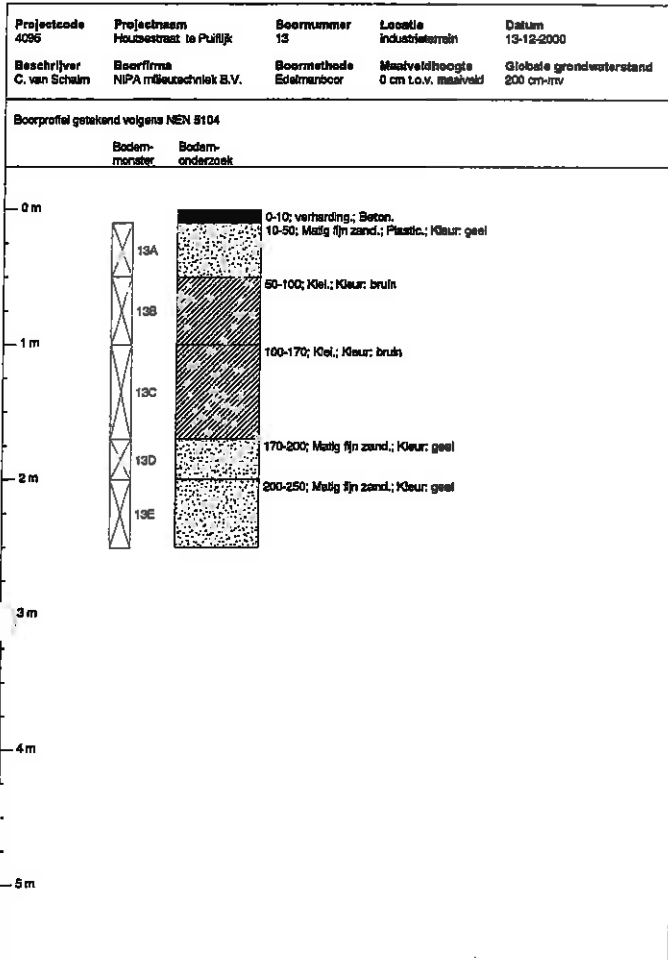 Projectcode Projectnaam Boornummer Locatie Datum
4096 Houtsestraat te Puiflijk 13 industrieterrein 13-12-2000
Beschrijver Boorfirma Boormethode Maaiveldhoogte Globale grondwaterstand
C. van Schaim NIPA milieutechniek B.V. Edelmanboor 0 cm t.o.v. maaiveld 200 cm-mv
Boorprofiel getekend volgens NEN 5104
Bodem- Bodem-
monster onderzoek
0 m
0-10; verharding.; Beton.
10-50; Matig fijn zand.; Plastic.; Kleur: geel
13A
50-100; Klei.; Kleur: bruin
13B
1 m
100-170; Klei.; Kleur: bruin
13C
170-200; Matig fijn zand.; Kleur: geel
13D
2 m
200-250; Matig fijn zand.; Kleur: geel
13E
3 m
4 m
5 m